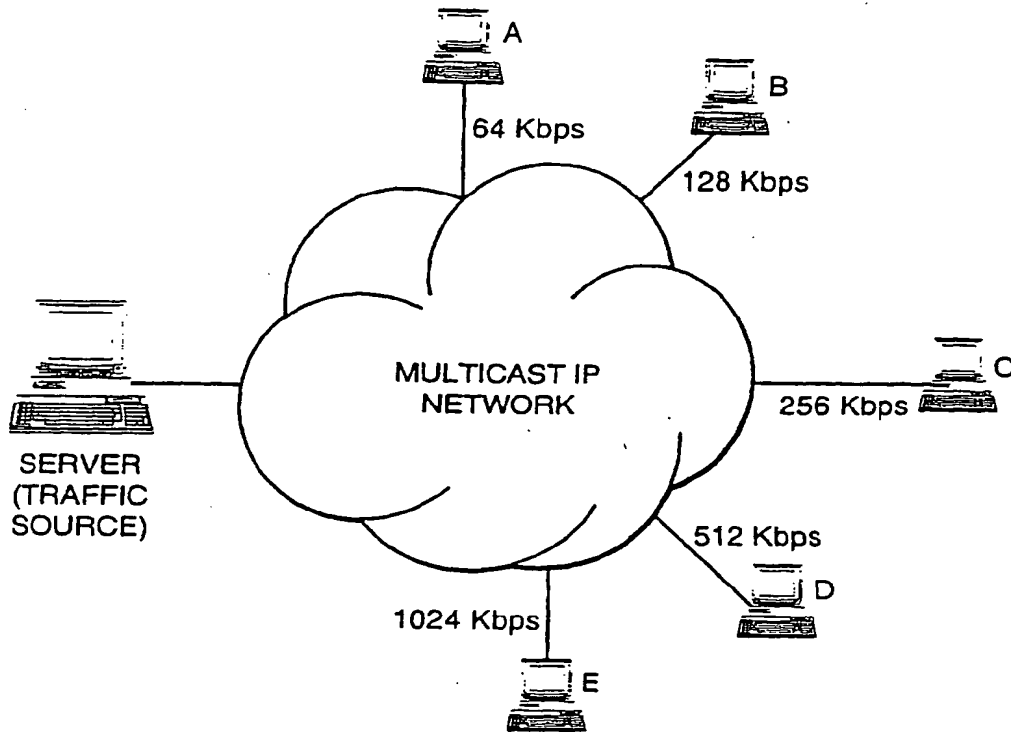 A
B
64 Kbps
128 Kbps
MULTICAST IP
NETWORK
C
256 Kbps
SERVER
(TRAFFIC
SOURCE)
512 Kbps
D
1024 Kbps
E